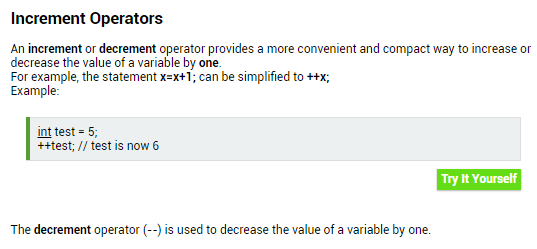 Increment Operators
An increment or decrement operator provides a more convenient and compact way to increase or
decrease the value of a variable by one.
For example, the statement x=x+1; can be simplified to ++x;
Example:
int test = 5;
++test; // test is now 6
Try It Yourself
The decrement operator (--) is used to decrease the value of a variable by one.